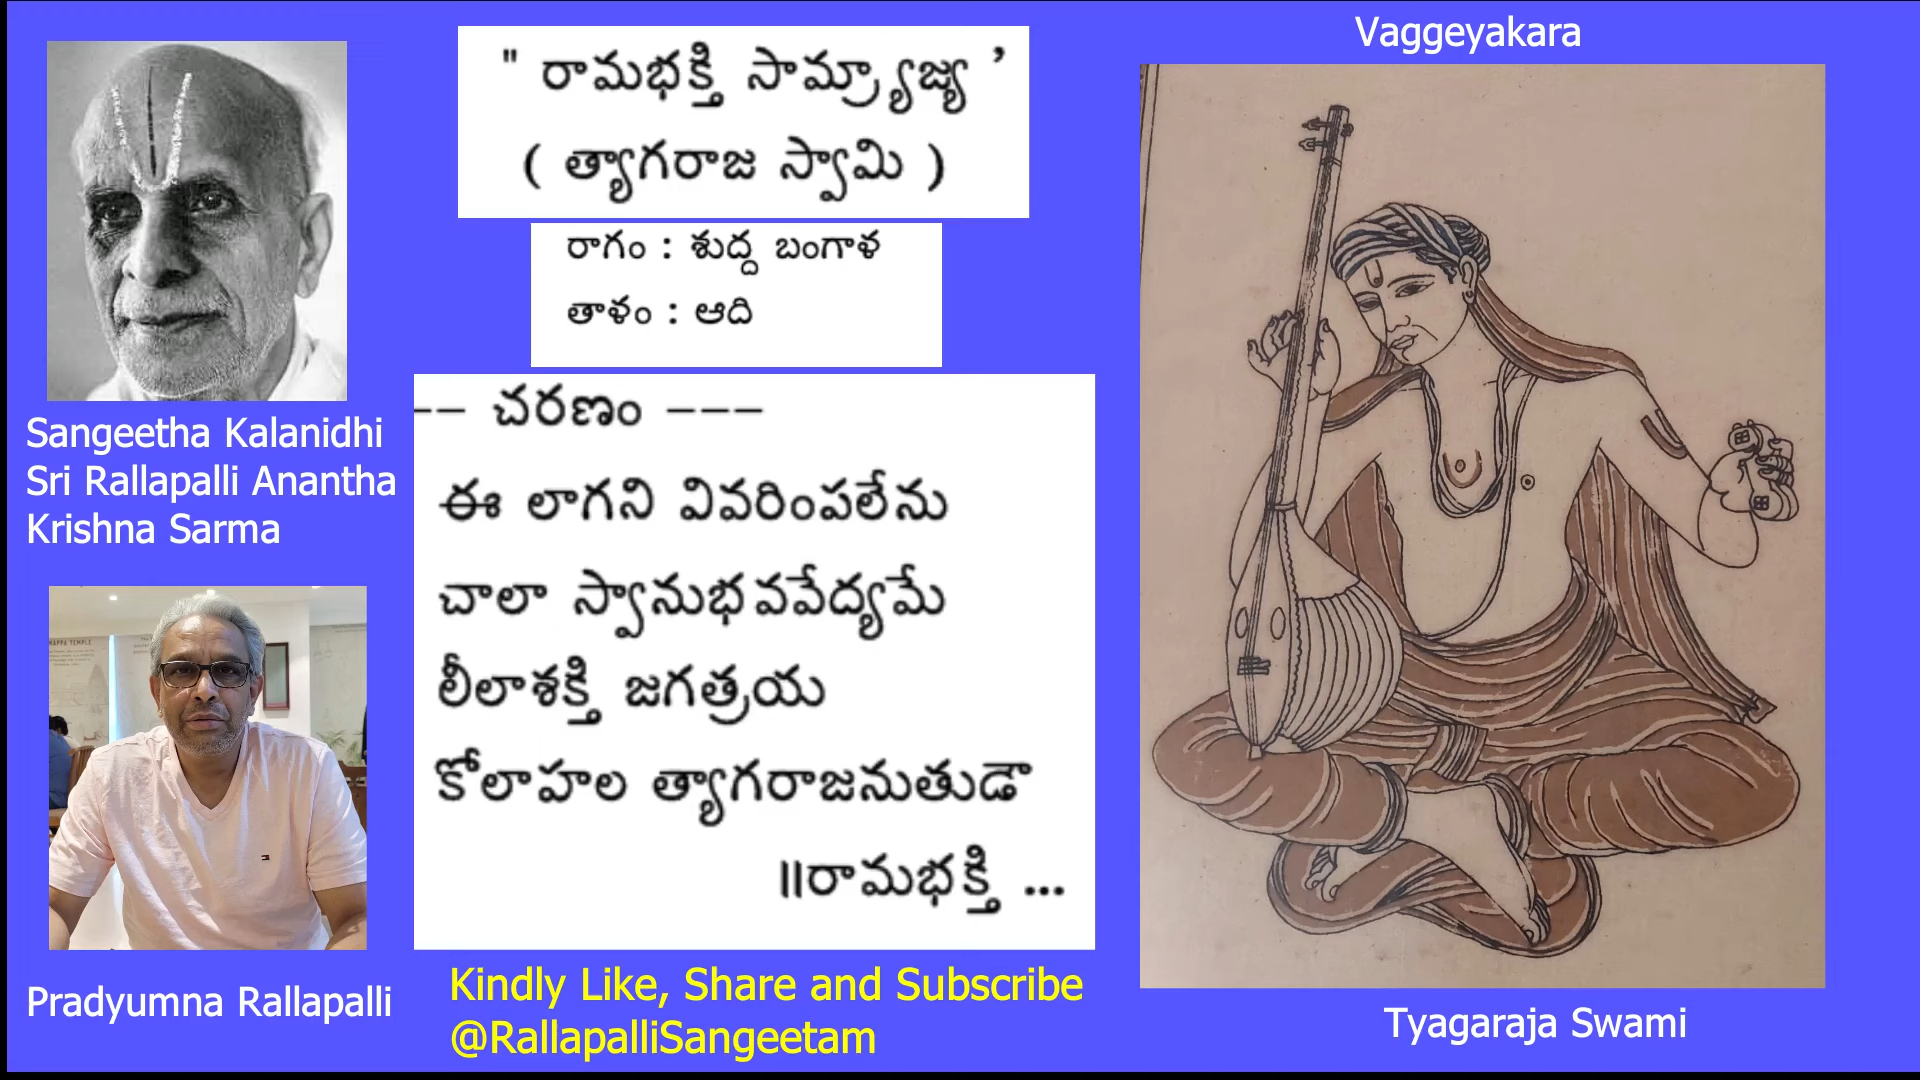 Vaggeyakara
" రామభక్తి సామ్ర్యాజ్య '
( త్యాగరాజ స్వామి )
రాగం : శుద్ద బంగాళ
తాళం : ఆది
-- చరణం ---
ఈ లాగని వివరింపలేను
చాలా స్వానుభవవేద్యమే
లీలాశక్తి జగత్రయ
కోలాహల త్యాగరాజనుతుడౌ
||రామభక్తి ...
Sangeetha Kalanidhi
Sri Rallapalli Anantha
Krishna Sarma
Pradyumna Rallapalli
Kindly Like, Share and Subscribe
@RallapalliSangeetam
Tyagaraja Swami